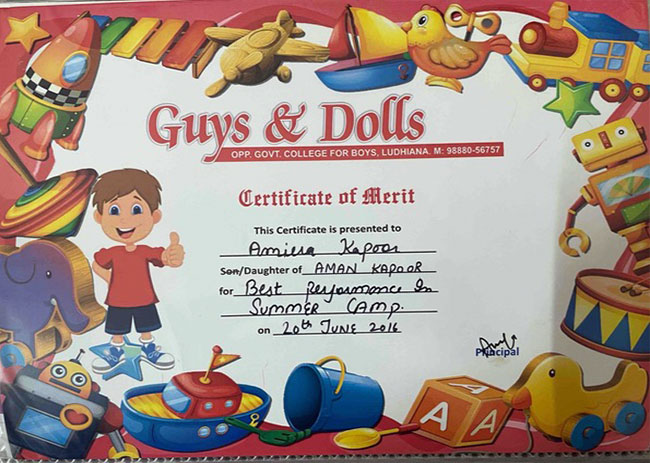 Guys & Dolls
OPP. GOVT. COLLEGE FOR BOYS, LUDHIANA. M: 98880-56757
Certificate of Merit
This Certificate is presented to
Amiera Kapoor
Son/Daughter of AMAN KAPOOR
for Best Performance In
SUMMER CAMP.
on 20th JUNE 2016
Principal
A A